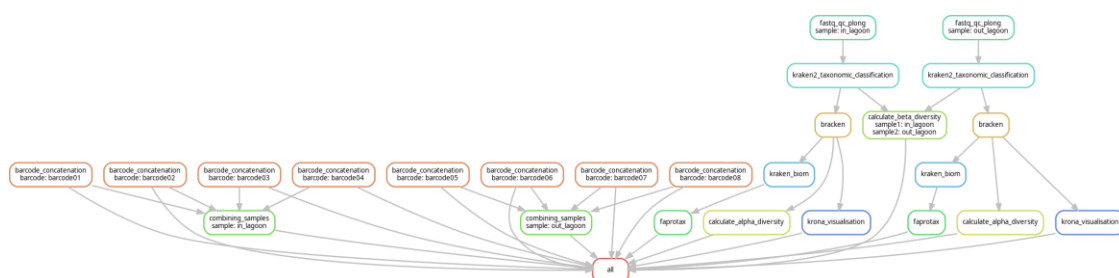 fastq_qc_plong
sample: in_lagoon
fastq_qc_plong
sample: out_lagoon
kraken2_taxonomic_classification
kraken2_taxonomic_classification
bracken
calculate_beta_diversity
sample1: in_lagoon
sample2: out_lagoon
bracken
barcode_concatenation
barcode: barcode01
barcode_concatenation
barcode: barcode02
barcode_concatenation
barcode: barcode03
barcode_concatenation
barcode: barcode04
barcode_concatenation
barcode: barcode05
barcode_concatenation
barcode: barcode06
barcode_concatenation
barcode: barcode07
barcode_concatenation
barcode: barcode08
kraken_biom
kraken_biom
combining_samples
sample: in_lagoon
combining_samples
sample: out_lagoon
faprotax
calculate_alpha_diversity
krona_visualisation
faprotax
calculate_alpha_diversity
krona_visualisation
all